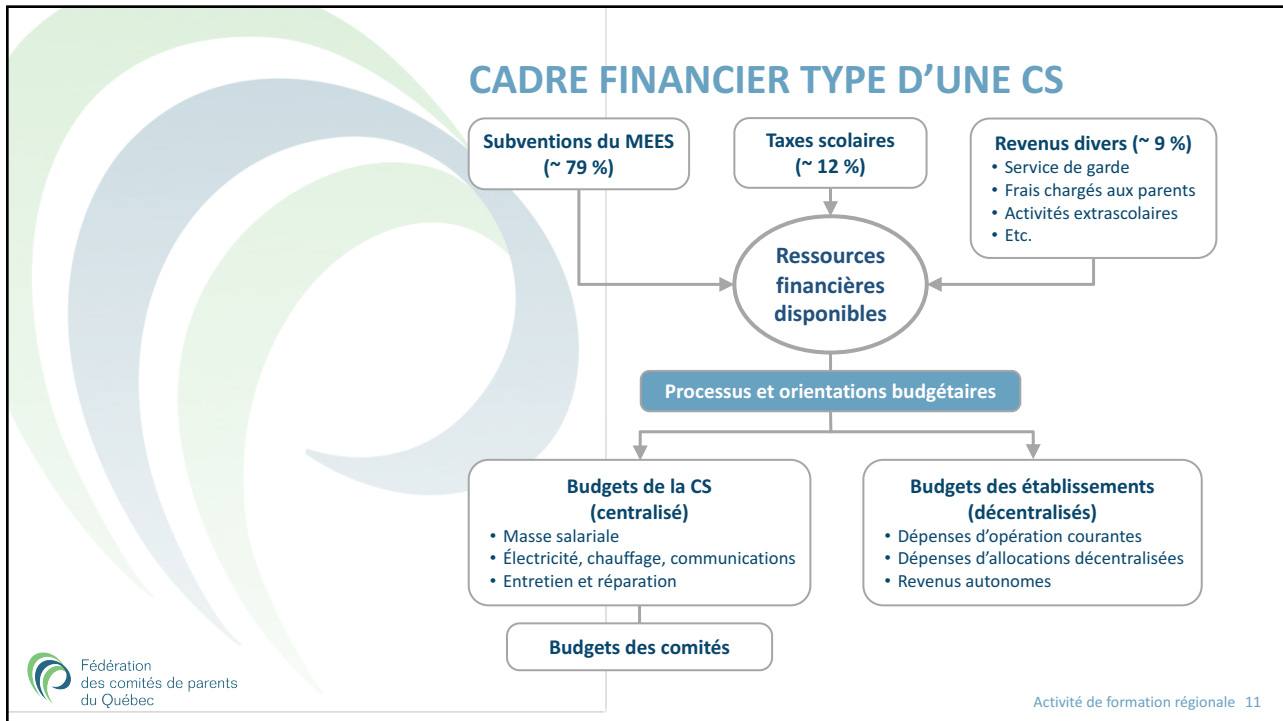 CADRE FINANCIER TYPE D’UNE CS
Subventions du MEES
(~ 79 %)
Taxes scolaires
(~ 12 %)
Revenus divers (~ 9 %)
• Service de garde
• Frais chargés aux parents
• Activités extrascolaires
• Etc.
Ressources
financières
disponibles
Processus et orientations budgétaires
Budgets de la CS
(centralisé)
• Masse salariale
• Électricité, chauffage, communications
• Entretien et réparation
Budgets des établissements
(décentralisés)
• Dépenses d’opération courantes
• Dépenses d’allocations décentralisées
• Revenus autonomes
Budgets des comités
Fédération
des comités de parents
du Québec
Activité de formation régionale 11